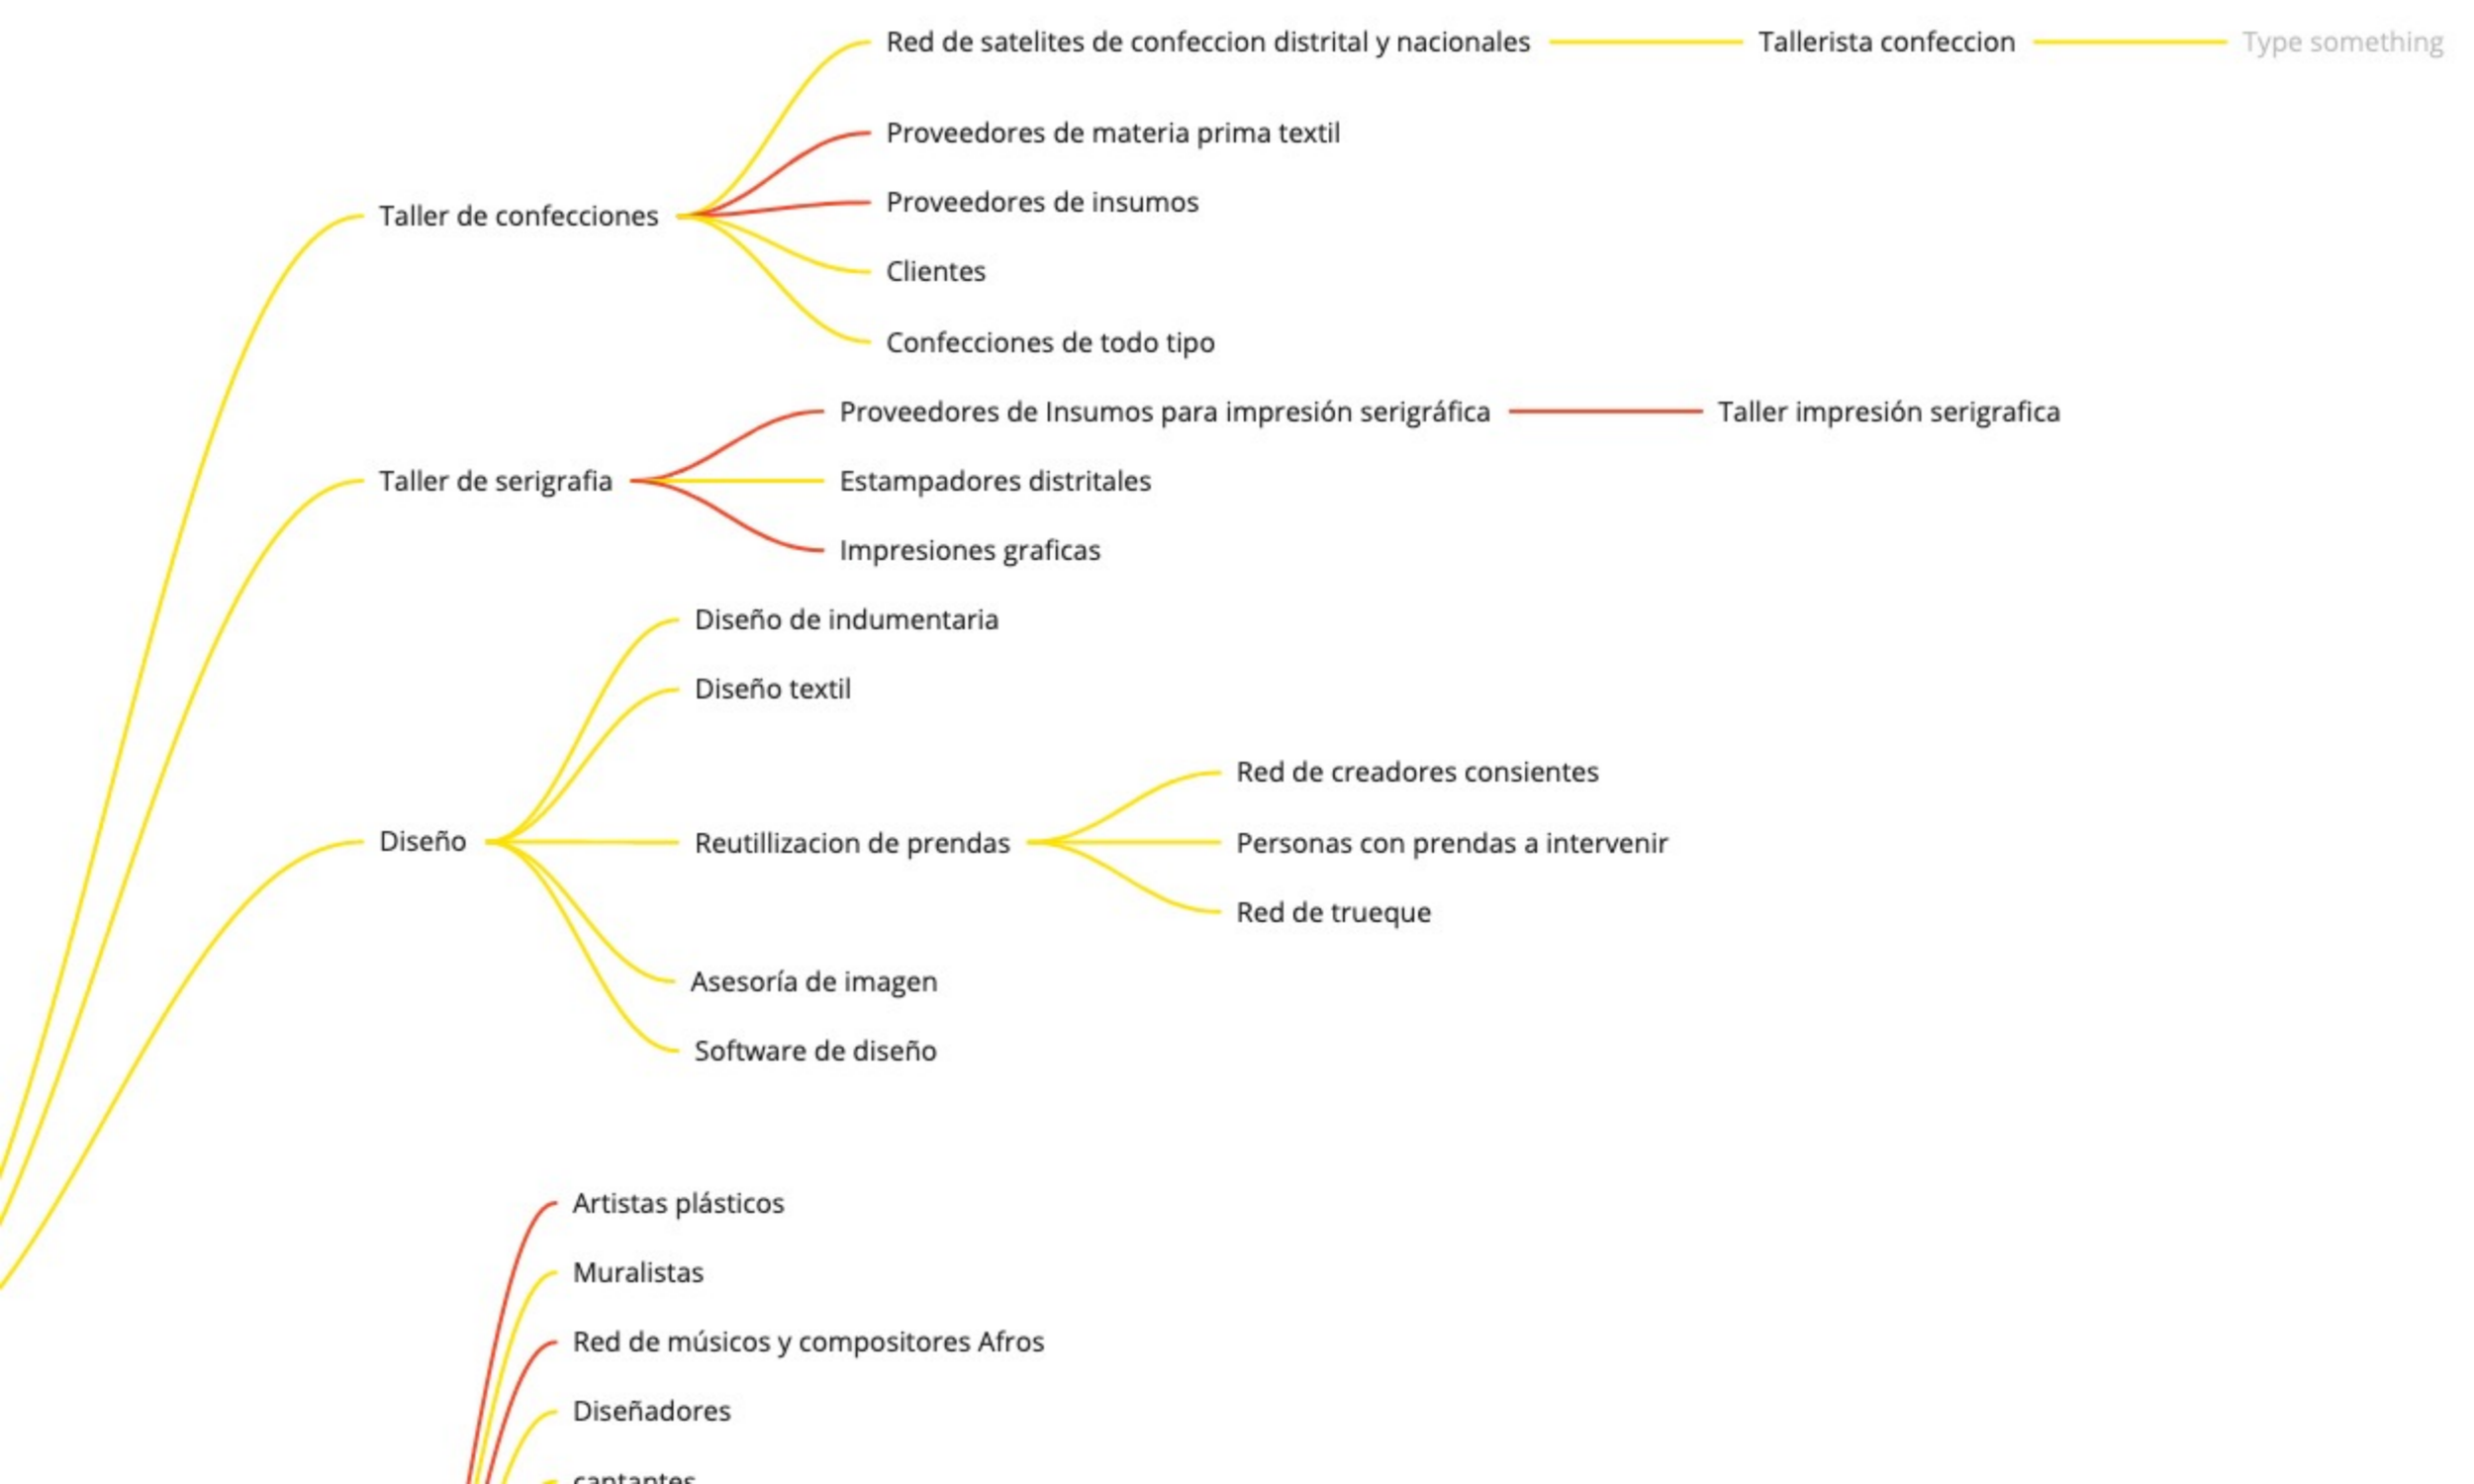 Red de satelites de confeccion distrital y nacionales
Tallerista confeccion
Type something
Proveedores de materia prima textil
Taller de confecciones
Proveedores de insumos
Clientes
Confecciones de todo tipo
Proveedores de Insumos para impresión serigráfica
Taller impresión serigrafica
Taller de serigrafia
Estampadores distritales
Impresiones graficas
Diseño de indumentaria
Diseño textil
Diseño
Reutillizacion de prendas
Red de creadores consientes
Personas con prendas a intervenir
Red de trueque
Asesoría de imagen
Software de diseño
Artistas plásticos
Muralistas
Red de músicos y compositores Afros
Diseñadores
cantantes